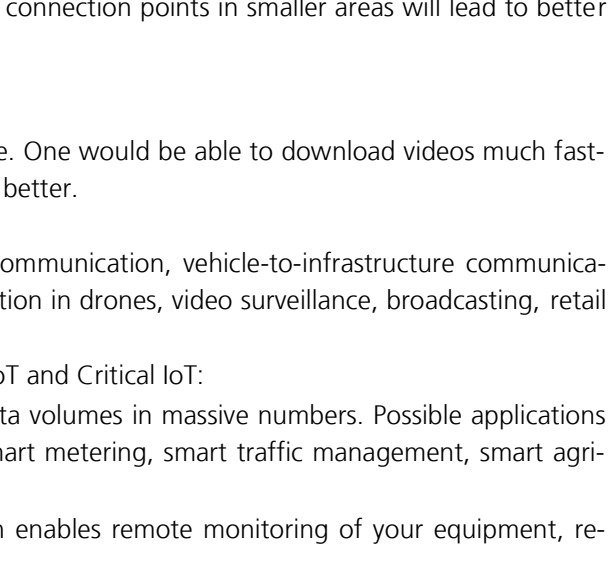 connection points in smaller areas will lead to better
e. One would be able to download videos much fast-
better.
ommunication, vehicle-to-infrastructure communica-
tion in drones, video surveillance, broadcasting, retail
oT and Critical IoT:
ta volumes in massive numbers. Possible applications
nart metering, smart traffic management, smart agri-
n enables remote monitoring of your equipment, re-